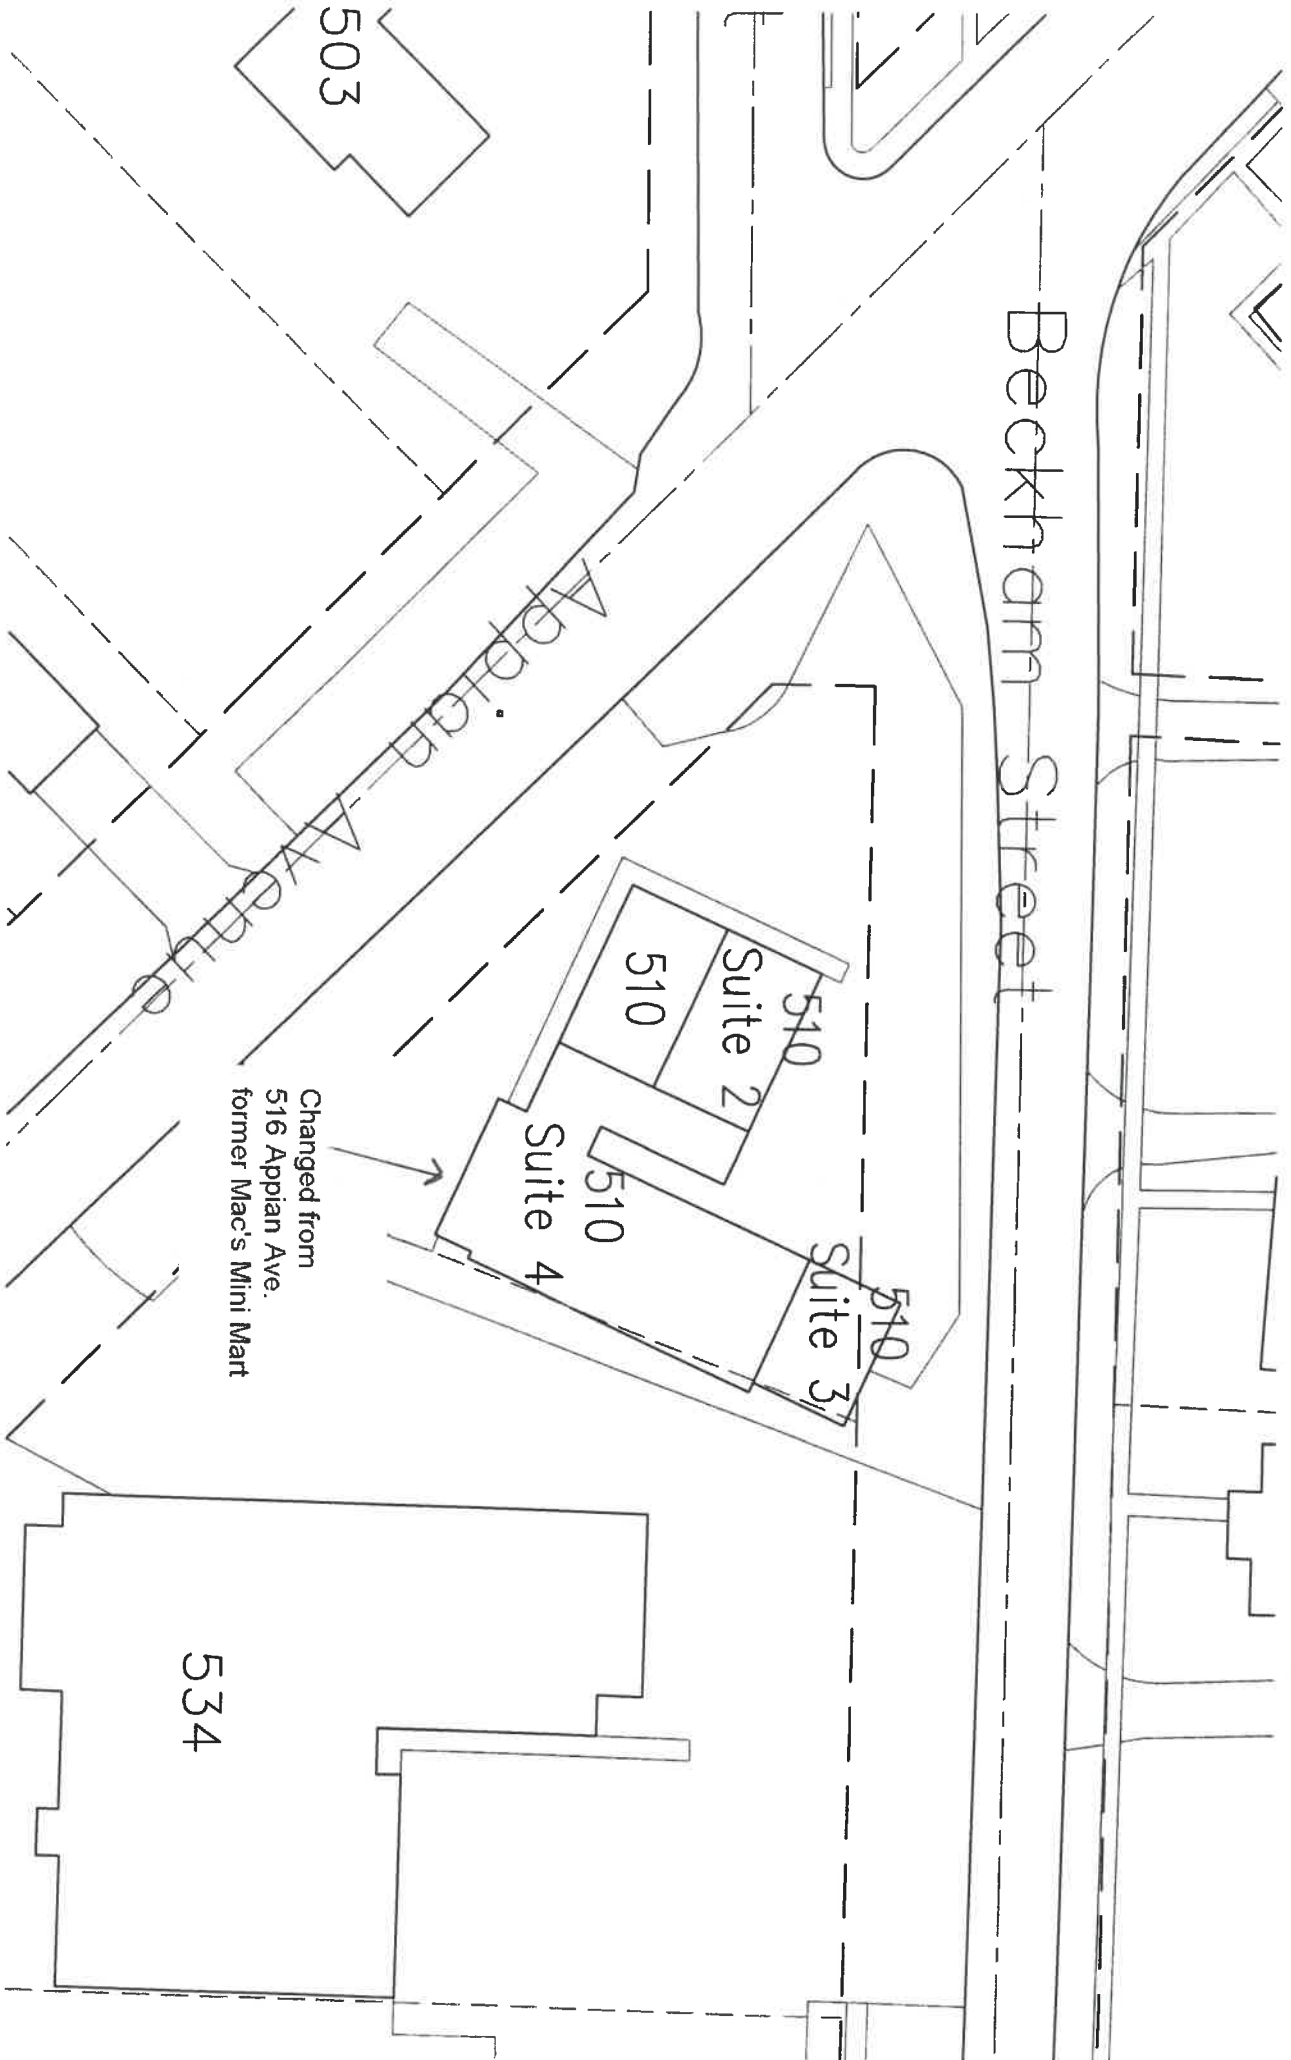 503
Beckham Street
Appian Avenue
510
510
Suite 2
510
Suite 3
510
Suite 4
Changed from
516 Appian Ave.
former Mac's Mini Mart
534